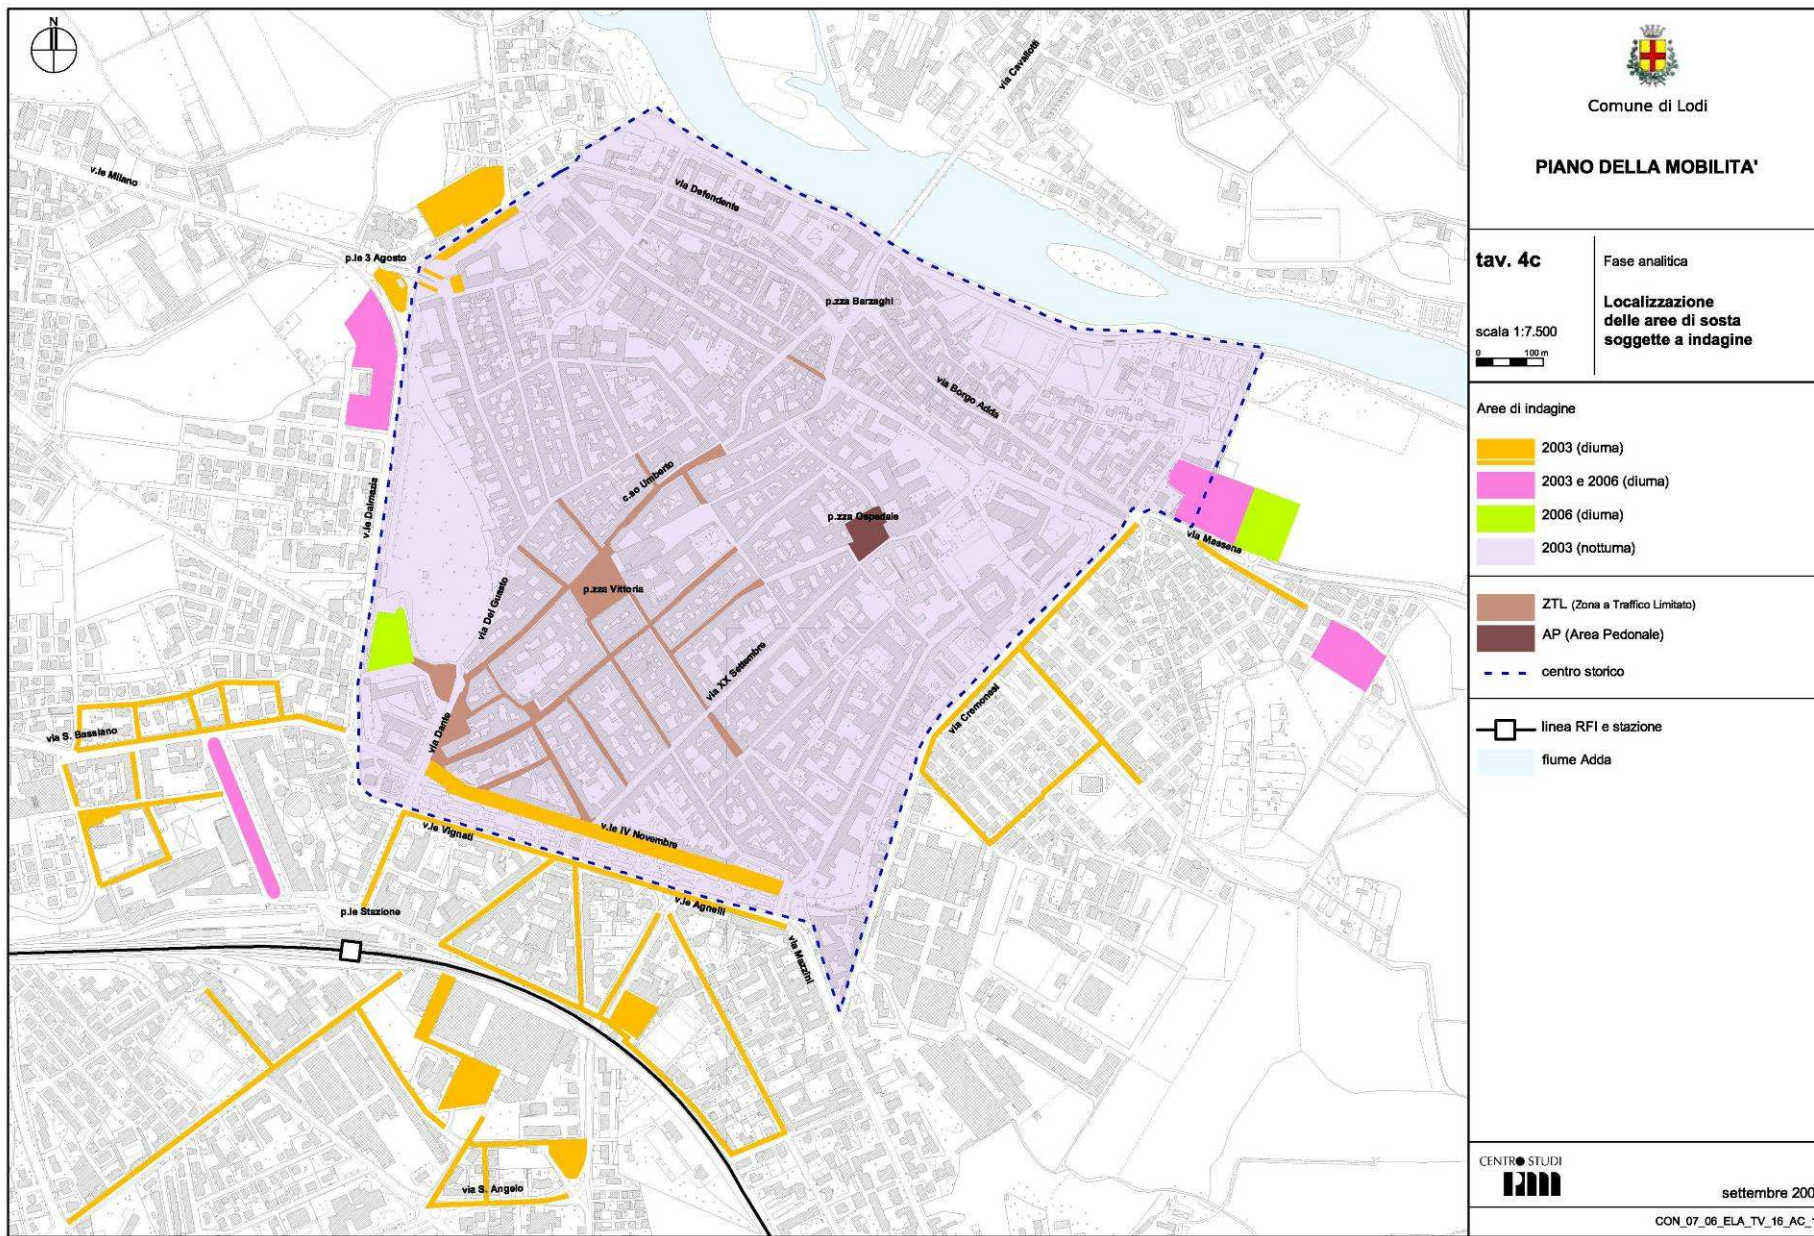 N
via Cavallotti
v.le Milano
via Defendente
p.le 3 Agosto
p.zza Barzaghi
via Borgo Adda
c.so Umberto
v.le Dalmazia
p.zza Ospedale
via Massena
p.zza Vittoria
via Del Guasto
via XX Settembre
via Cremonesi
via S. Bassiano
via Dante
v.le Vignati
v.le IV Novembre
p.le Stazione
v.le Agnelli
via Mazzini
via S. Angelo
Comune di Lodi
PIANO DELLA MOBILITA'
tav. 4c
Fase analitica
Localizzazione
delle aree di sosta
soggette a indagine
scala 1:7.500
0 100 m
Aree di indagine
2003 (diurna)
2003 e 2006 (diurna)
2006 (diurna)
2003 (notturna)
ZTL (Zona a Traffico Limitato)
AP (Area Pedonale)
centro storico
linea RFI e stazione
fiume Adda
CENTRO STUDI
PIM
settembre 200
CON_07_06_ELA_TV_16_AC_